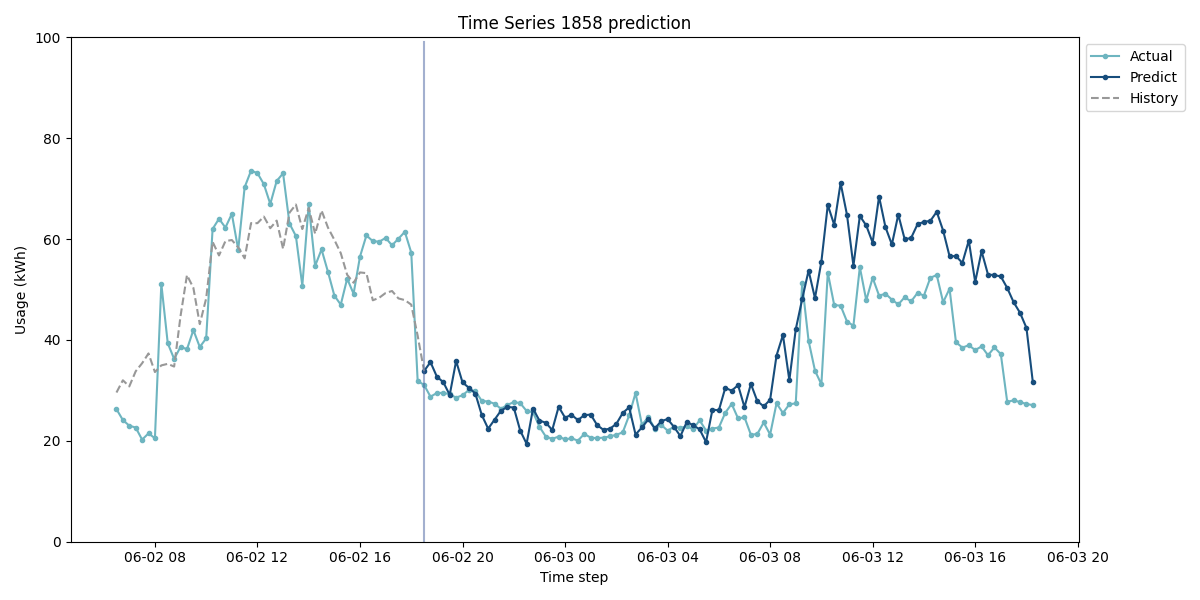 Time Series 1858 prediction
100
80
60
40
20
0
Usage (kWh)
06-02 08
06-02 12
06-02 16
06-02 20
06-03 00
06-03 04
06-03 08
06-03 12
06-03 16
06-03 20
Time step
Actual
Predict
History